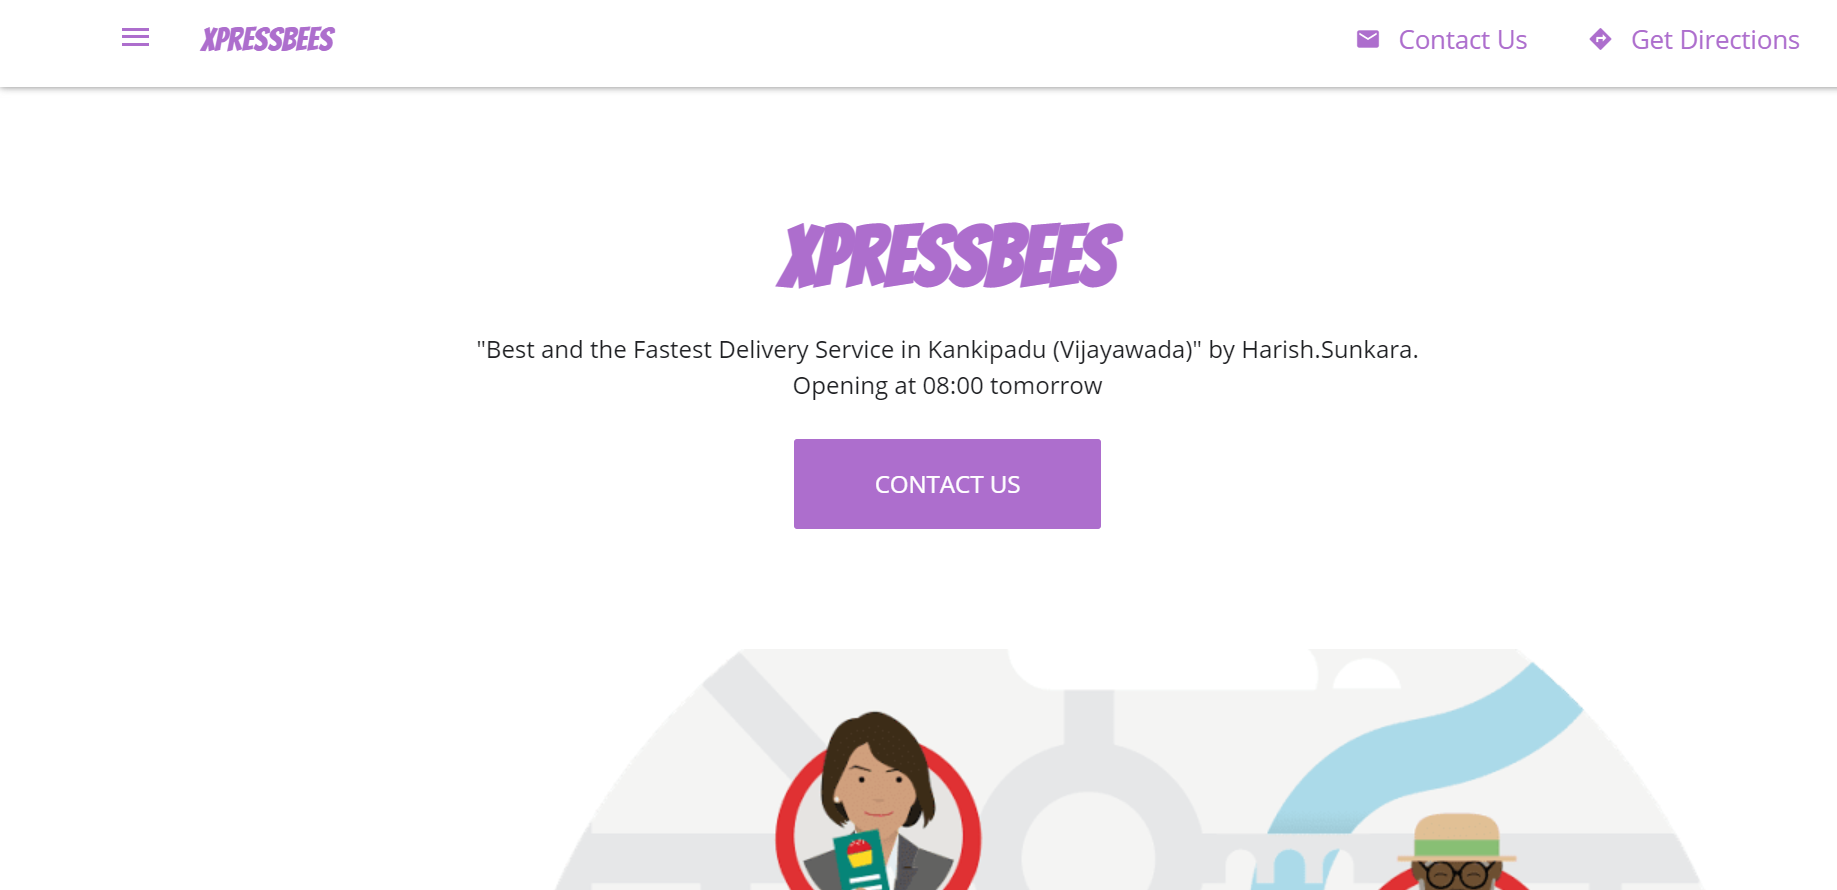 XPRESSBEES
Contact Us
Get Directions
XPRESSBEES
"Best and the Fastest Delivery Service in Kankipadu (Vijayawada)" by Harish.Sunkara.
Opening at 08:00 tomorrow
CONTACT US